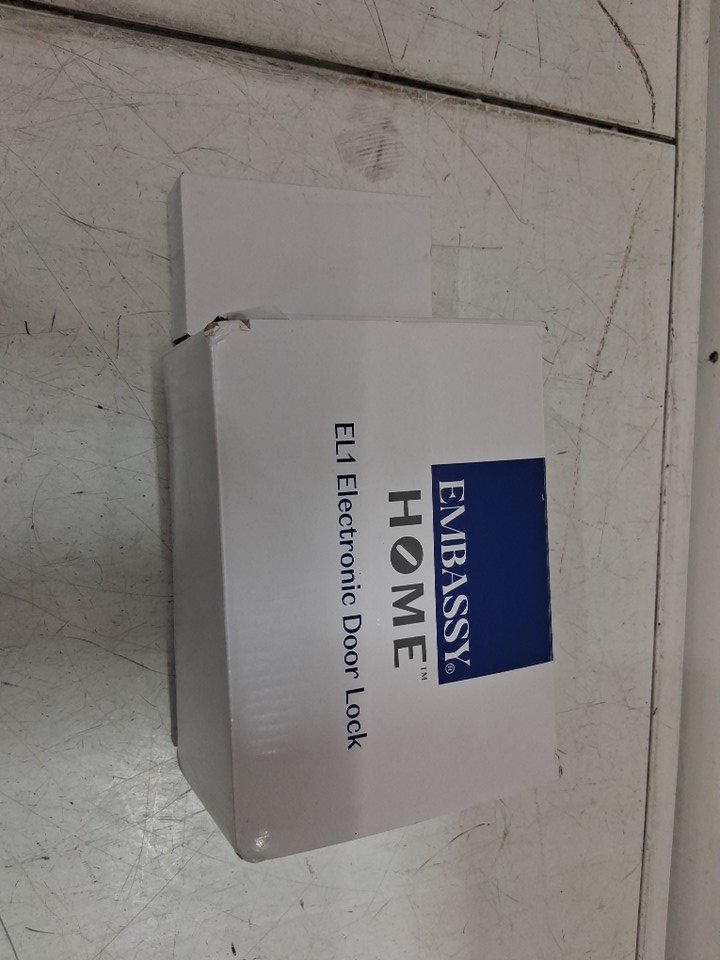 EMBASSY®
HOME™
EL1 Electronic Door Lock